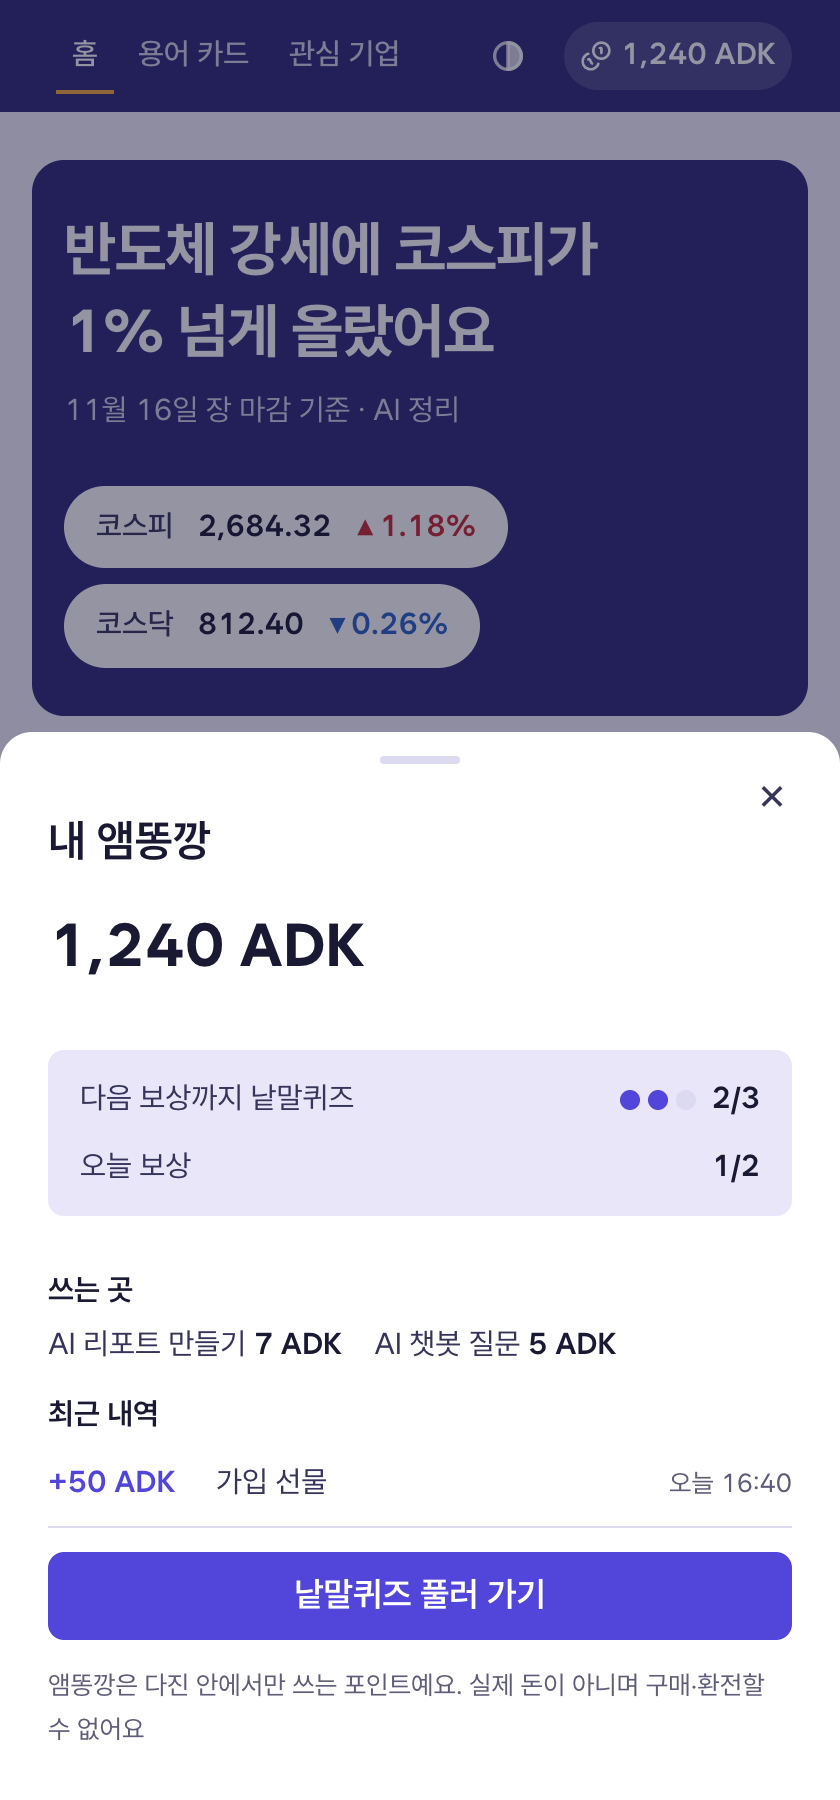 홈 용어 카드 관심 기업 1,240 ADK
반도체 강세에 코스피가
1% 넘게 올랐어요
11월 16일 장 마감 기준 · AI 정리
코스피 2,684.32 ▲1.18%
코스닥 812.40 ▼0.26%
내 앰똥깡
1,240 ADK
다음 보상까지 낱말퀴즈 2/3
오늘 보상 1/2
쓰는 곳
AI 리포트 만들기 7 ADK AI 챗봇 질문 5 ADK
최근 내역
+50 ADK 가입 선물 오늘 16:40
낱말퀴즈 풀러 가기
앰똥깡은 다진 안에서만 쓰는 포인트예요. 실제 돈이 아니며 구매·환전할
수 없어요